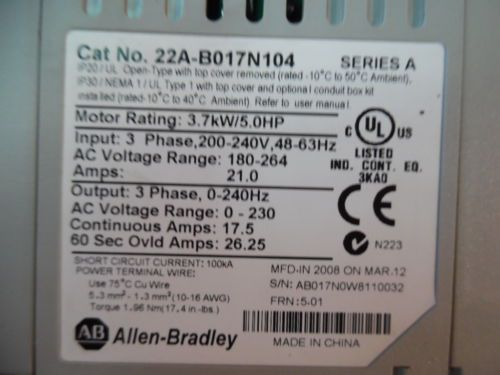 Cat No. 22A-B017N104 SERIES A
IP20/UL Open-Type with top cover removed (rated -10°C to 50°C Ambient).
IP30/NEMA 1/UL Type 1 with top cover and optional conduit box kit
installed (rated-10°C to 40°C Ambient). Refer to user manual.
Motor Rating: 3.7kW/5.0HP
Input: 3 Phase,200-240V,48-63Hz
AC Voltage Range: 180-264
Amps: 21.0
C UL US
LISTED
IND. CONT. EQ.
3KA0
Output: 3 Phase, 0-240Hz
AC Voltage Range: 0 - 230
Continuous Amps: 17.5
60 Sec Ovld Amps: 26.25
CE
N223
SHORT CIRCUIT CURRENT: 100kA
POWER TERMINAL WIRE:
Use 75°C Cu Wire
5.3 mm² - 1.3 mm² (10-16 AWG)
Torque 1.96 Nm(17.4 in.-lbs.)
MFD.IN 2008 ON MAR.12
S/N: AB017N0W8110032
FRN: 5.01
AB Allen-Bradley
MADE IN CHINA